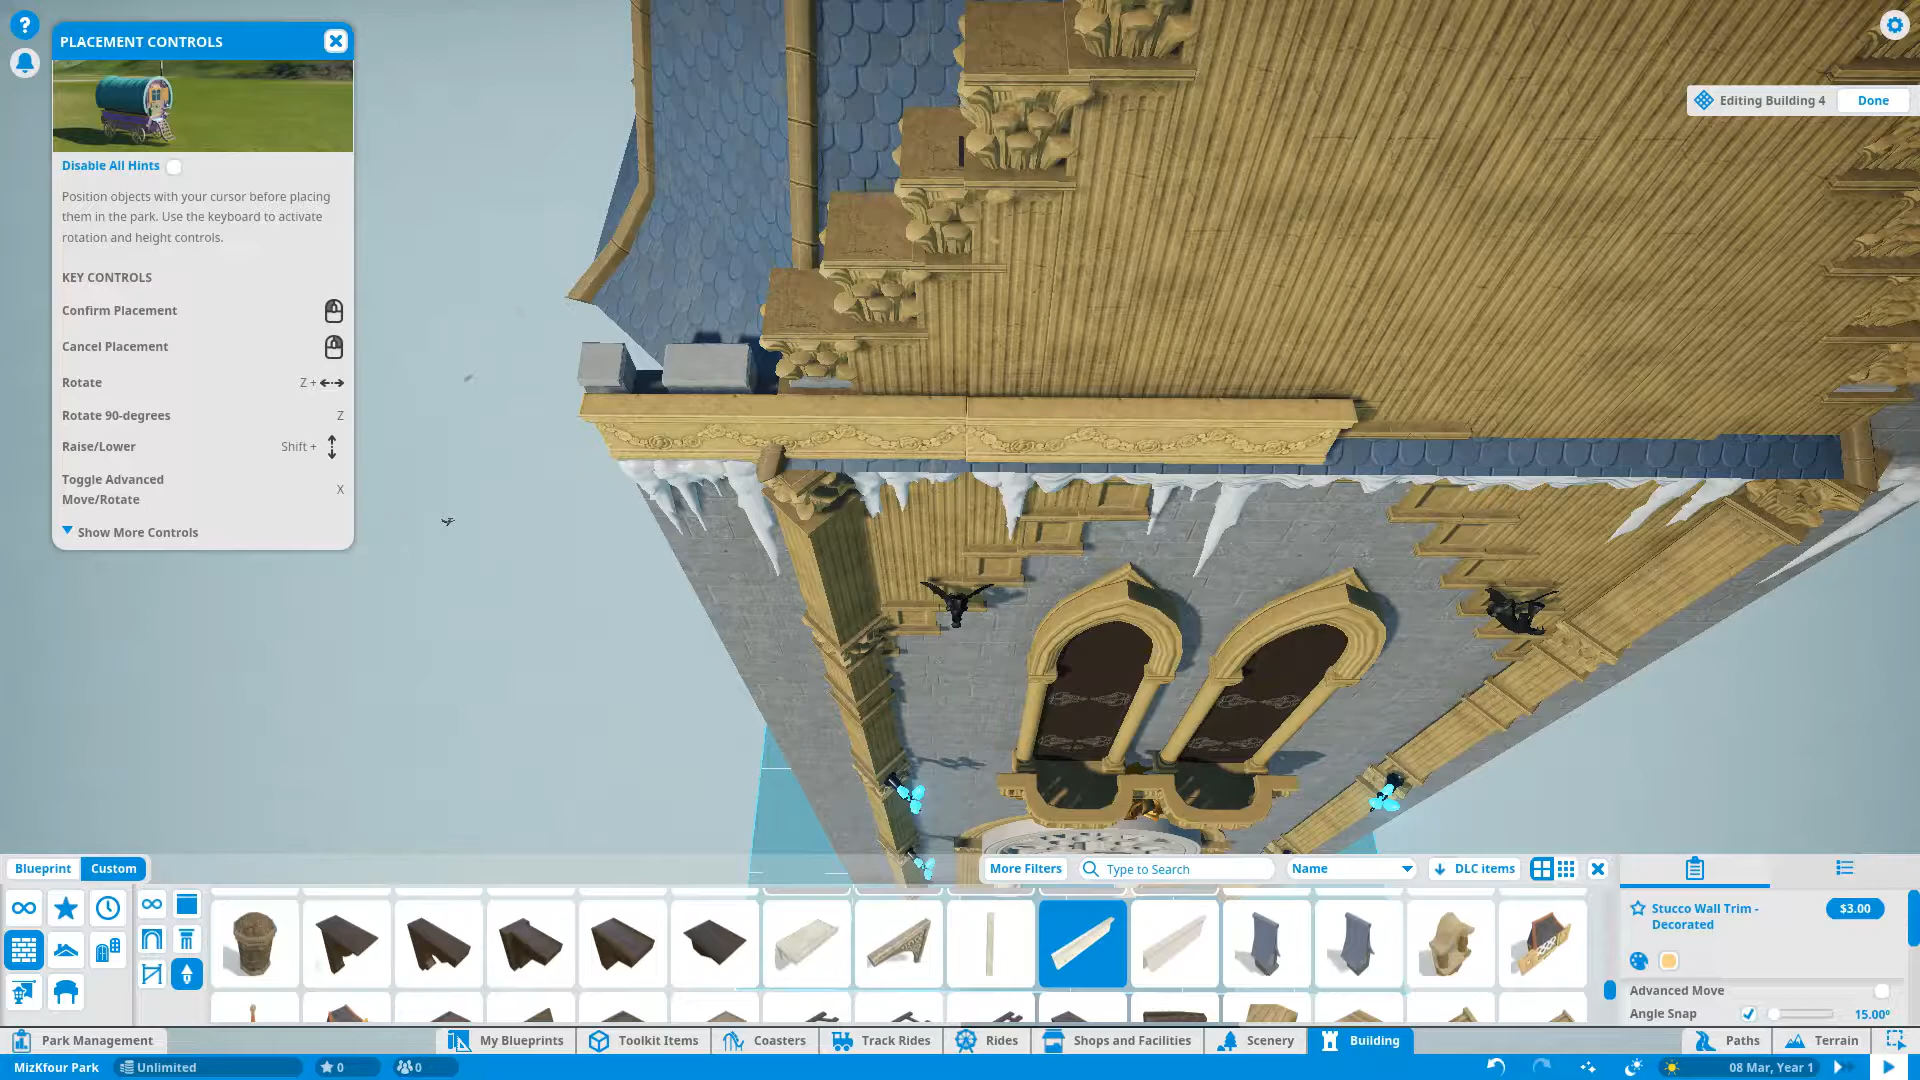 ?
PLACEMENT CONTROLS
Disable All Hints
Position objects with your cursor before placing
them in the park. Use the keyboard to activate
rotation and height controls.
KEY CONTROLS
Confirm Placement
Cancel Placement
Rotate Z +
Rotate 90-degrees Z
Raise/Lower Shift +
Toggle Advanced
Move/Rotate X
Show More Controls
Editing Building 4 Done
Blueprint Custom
More Filters Type to Search Name DLC items
Stucco Wall Trim - $3.00
Decorated
Advanced Move
Angle Snap 15.00°
Park Management My Blueprints Toolkit Items Coasters Track Rides Rides Shops and Facilities Scenery Building Paths Terrain
MizKfour Park Unlimited 0 0 08 Mar, Year 1